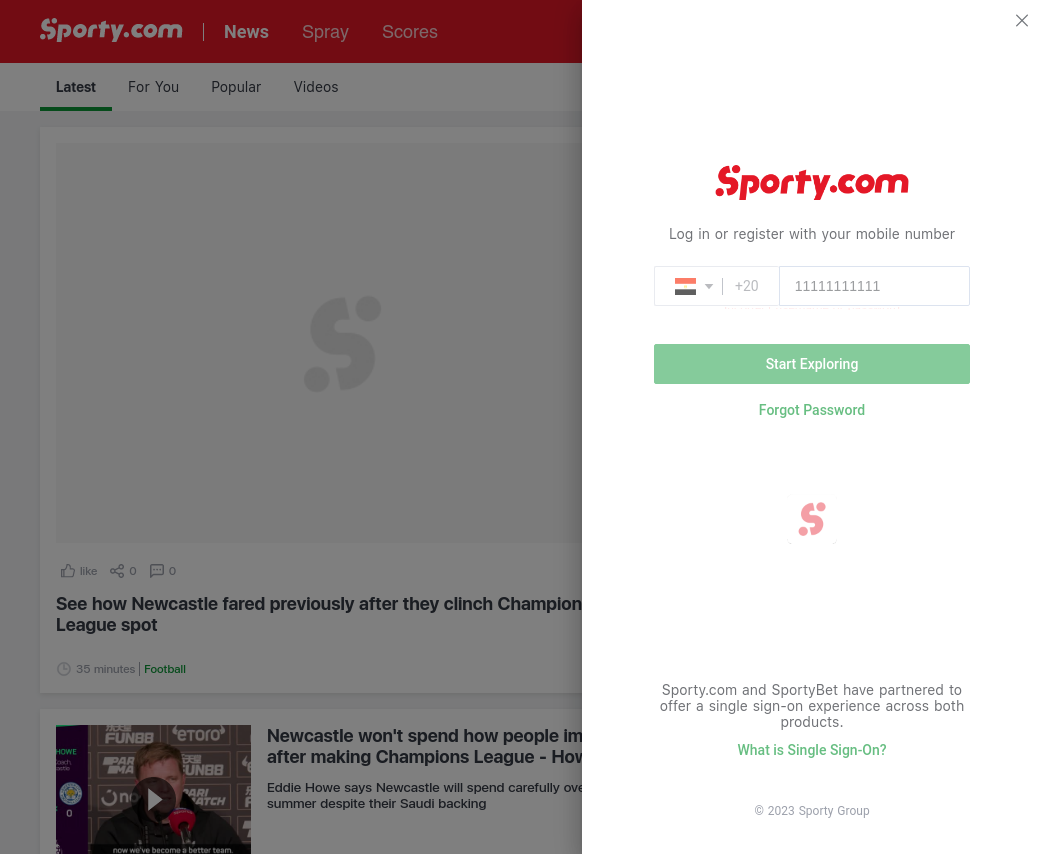 Sporty.com
News
Spray
Scores
Latest
For You
Popular
Videos
like
0
0
See how Newcastle fared previously after they clinch Champion
League spot
35 minutes
Football
HOWE
0
FUN88
etoro
FUN88
now we've become a better team.
Newcastle won't spend how people im
after making Champions League - How
Eddie Howe says Newcastle will spend carefully ove
summer despite their Saudi backing
Sporty.com
Log in or register with your mobile number
+20
11111111111
Start Exploring
Forgot Password
Sporty.com and SportyBet have partnered to
offer a single sign-on experience across both
products.
What is Single Sign-On?
© 2023 Sporty Group